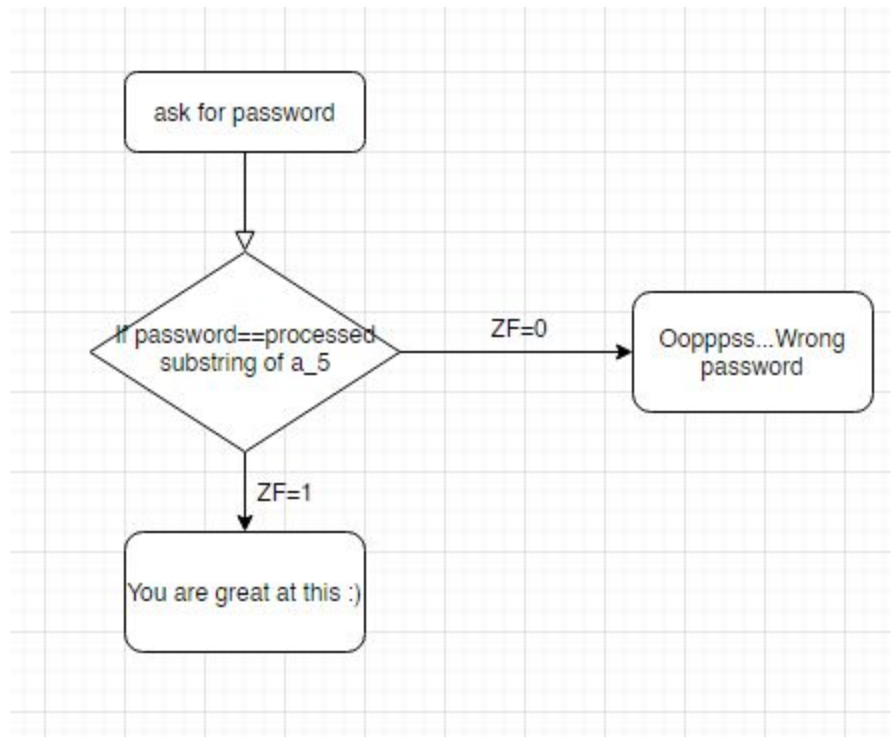 ask for password
If password==processed
substring of a_5
ZF=0
Oopppss...Wrong
password
ZF=1
You are great at this :)